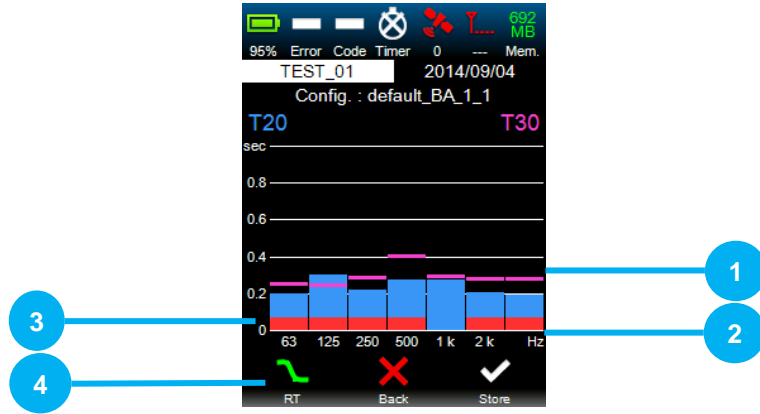 692
MB
95% Error Code Timer 0 --- Mem.
TEST_01 2014/09/04
Config. : default_BA_1_1
T20 T30
sec
0.8
0.6
0.4
1
0.2
3
0
2
63 125 250 500 1 k 2 k Hz
4
RT Back Store